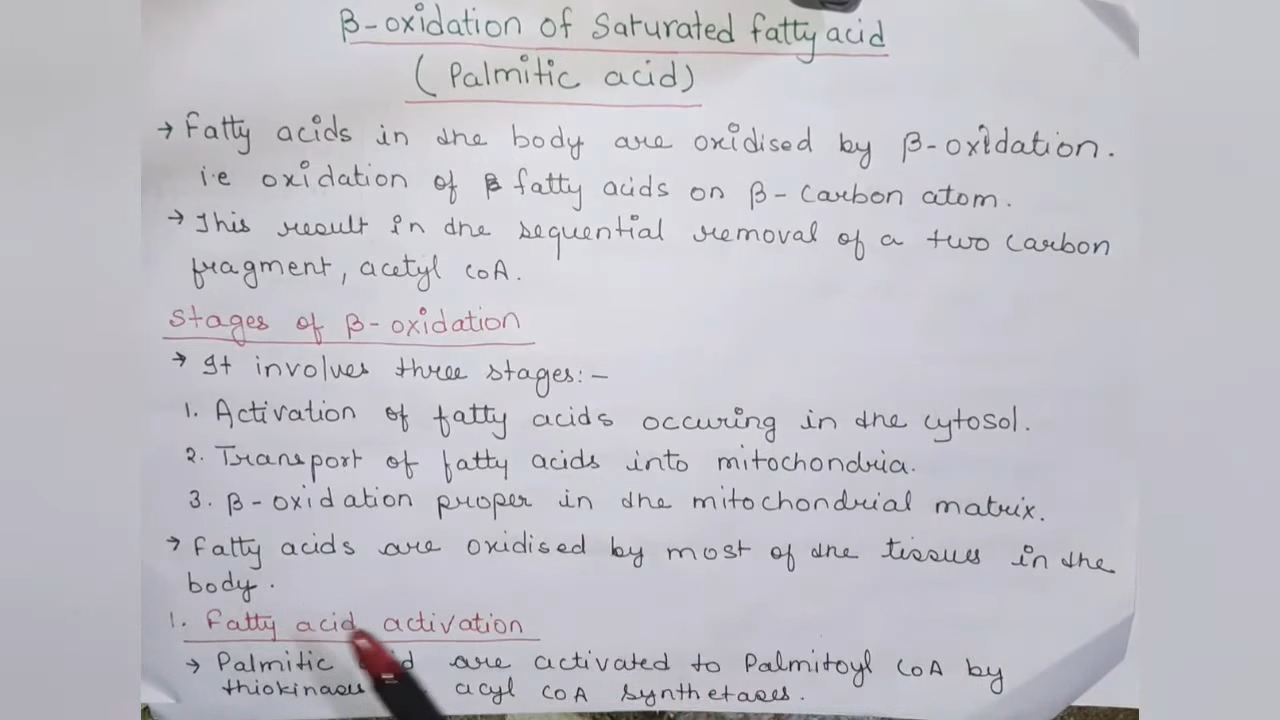 β-oxidation of Saturated fatty acid
(Palmitic acid)
→ Fatty acids in the body are oxidised by β-oxidation.
i.e oxidation of fatty acids on β-carbon atom.
→ This result in the sequential removal of a two carbon
fragment, acetyl CoA.
Stages of β-oxidation
→ It involves three stages:-
1. Activation of fatty acids occuring in the cytosol.
2. Transport of fatty acids into mitochondria.
3. β-oxidation proper in the mitochondrial matrix.
→ Fatty acids are oxidised by most of the tissues in the
body.
1. Fatty acid activation
→ Palmitic are activated to Palmitoyl CoA by
acyl CoA synthetases.